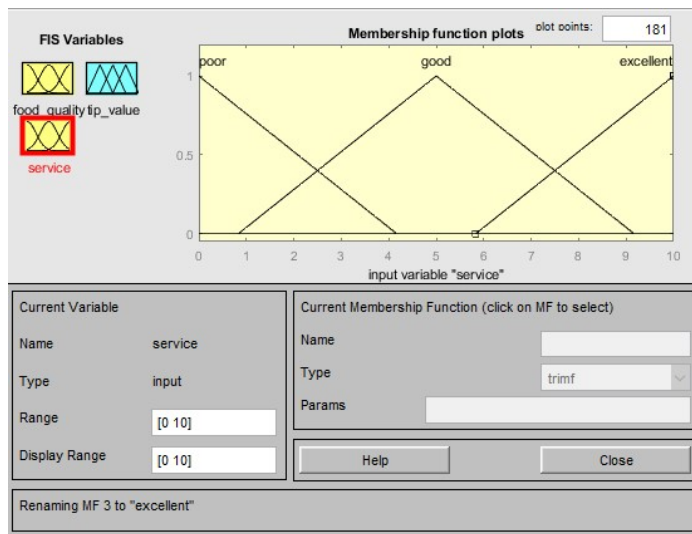 FIS Variables
Membership function plots
plot points:
181
food_quality tip_value
service
poor
good
excellent
1
0.5
0
0 1 2 3 4 5 6 7 8 9 10
input variable "service"
Current Variable
Name service
Type input
Range [0 10]
Display Range [0 10]
Current Membership Function (click on MF to select)
Name
Type trimf
Params
Help
Close
Renaming MF 3 to "excellent"